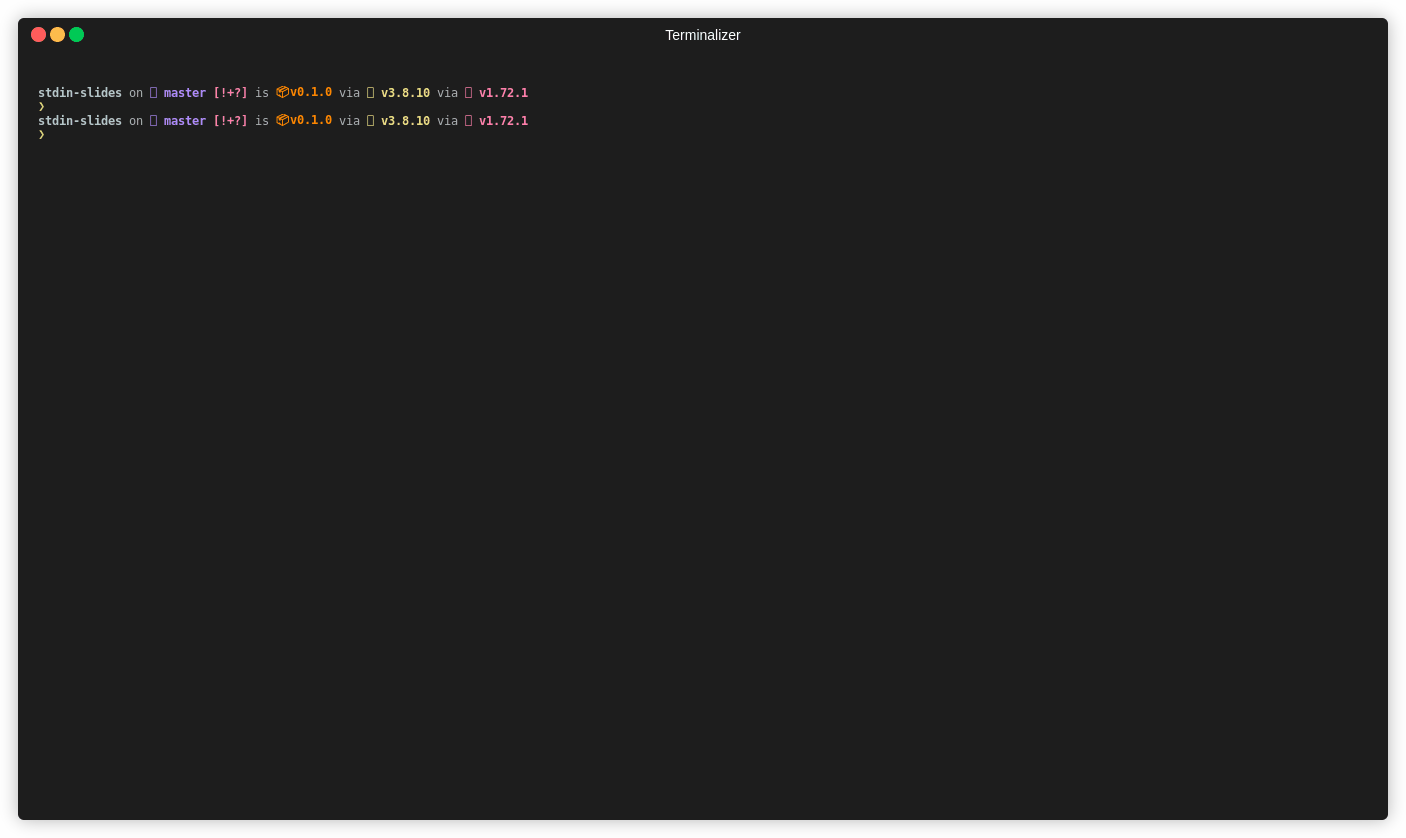 Terminalizer
stdin-slides on master [!+?] is 📦v0.1.0 via v3.8.10 via v1.72.1
❯
stdin-slides on master [!+?] is 📦v0.1.0 via v3.8.10 via v1.72.1
❯